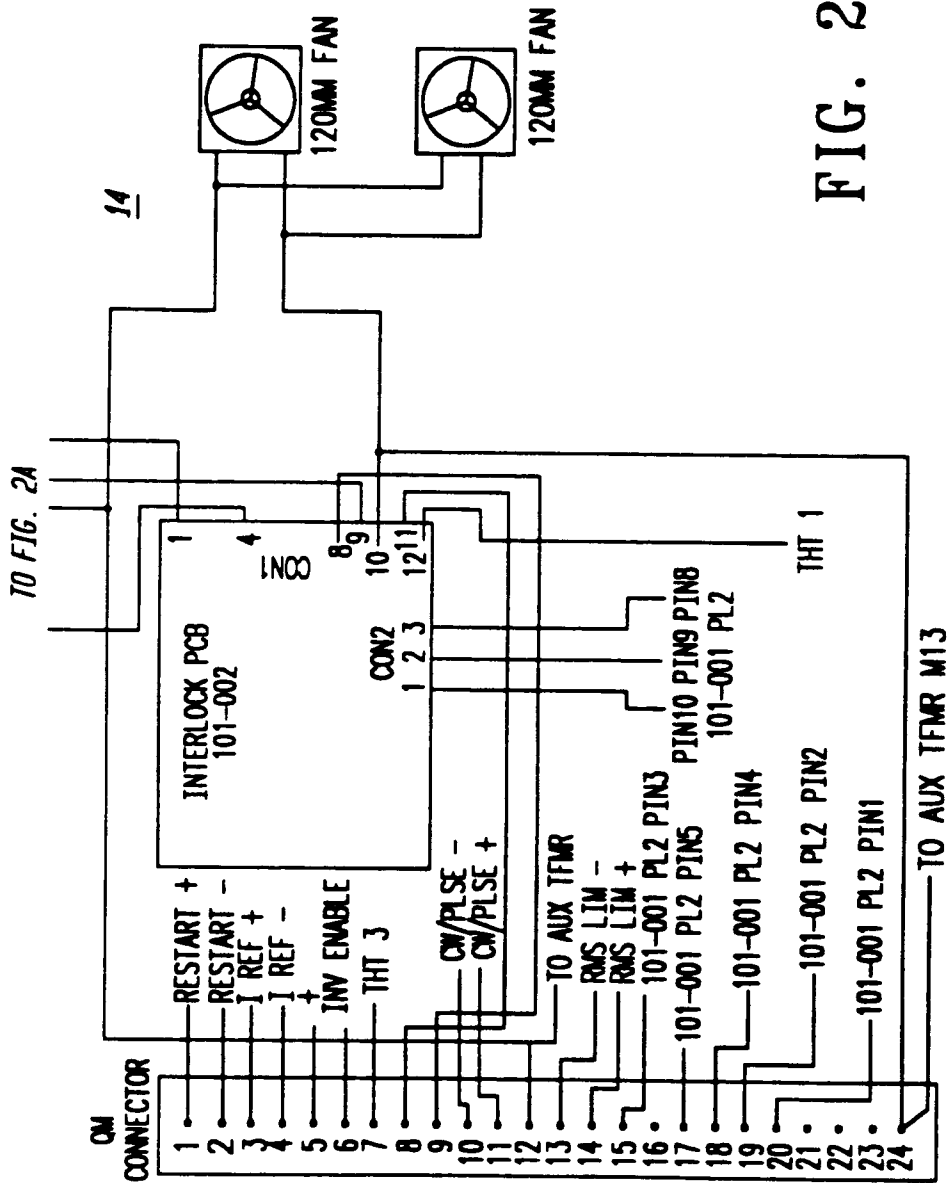 TO FIG. 2A
14
120MM FAN
120MM FAN
INTERLOCK PCB
101-002
CON1
1
4
8
9
10
11
12
CON2
1 2 3
PIN10 PIN9 PIN8
101-001 PL2
THT 1
QM
CONNECTOR
1 RESTART +
2 RESTART -
3 I REF +
4 I REF -
5 +
6 INV ENABLE
7 THT 3
8
9
10 CW/PLSE -
11 CW/PLSE +
12 TO AUX TFMR
13 RMS LIM -
14 RMS LIM +
15 101-001 PL2 PIN3
16
17 101-001 PL2 PIN5
18 101-001 PL2 PIN4
19 101-001 PL2 PIN2
20 101-001 PL2 PIN1
21
22
23
24 TO AUX TFMR M13
FIG. 2